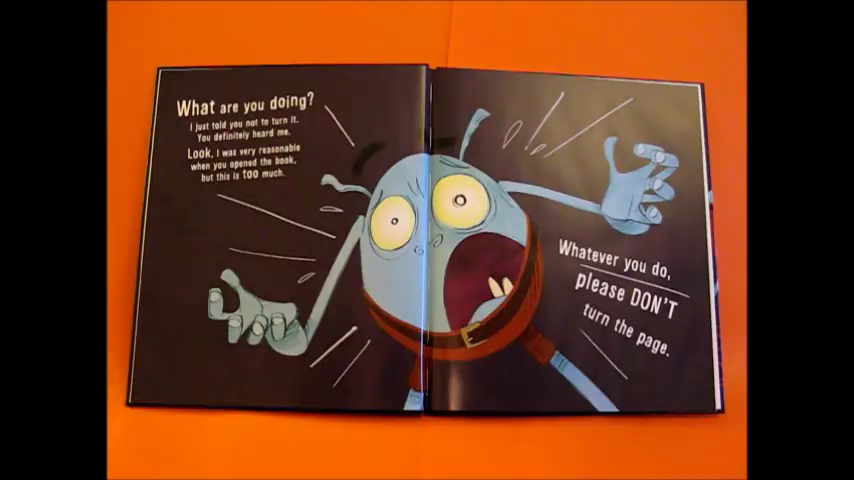 What are you doing?
I just told you not to turn it.
You definitely heard me.
Look, I was very reasonable
when you opened the book,
but this is too much.
Whatever you do,
please DON'T
turn the page.